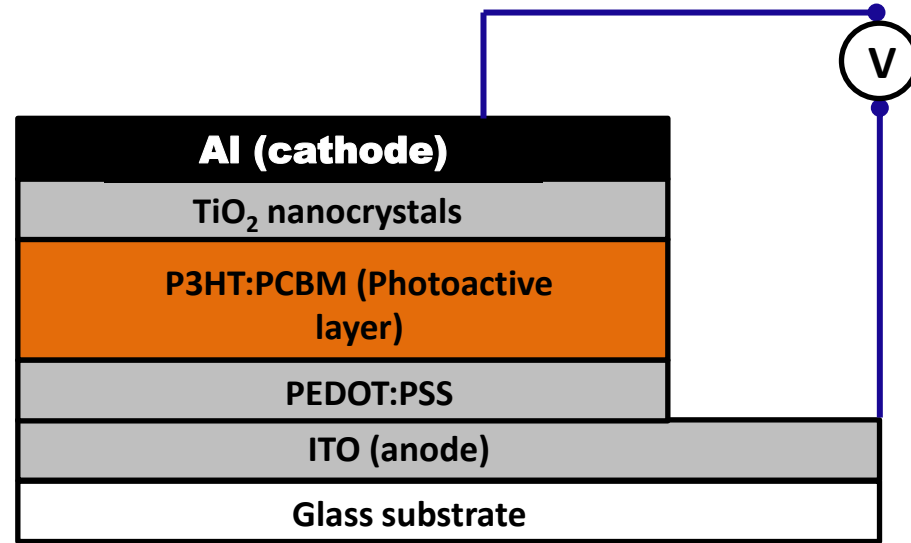 V
Al (cathode)
TiO₂ nanocrystals
P3HT:PCBM (Photoactive
layer)
PEDOT:PSS
ITO (anode)
Glass substrate